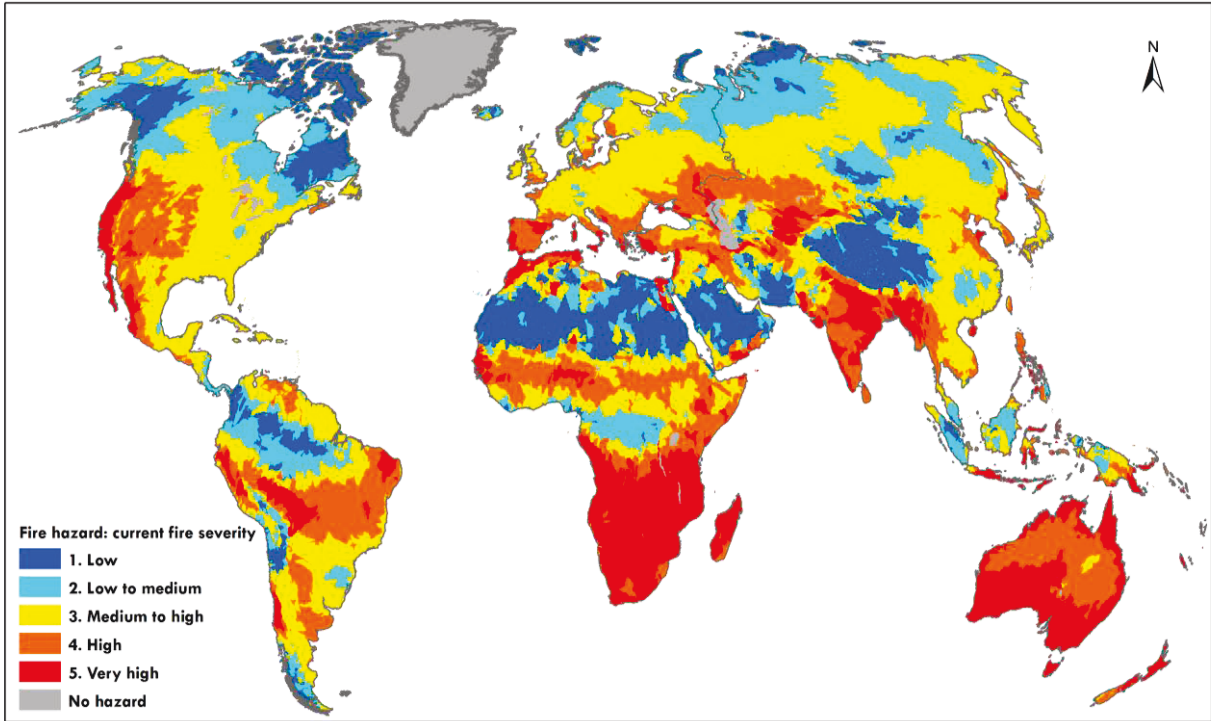 N
Fire hazard: current fire severity
1. Low
2. Low to medium
3. Medium to high
4. High
5. Very high
No hazard